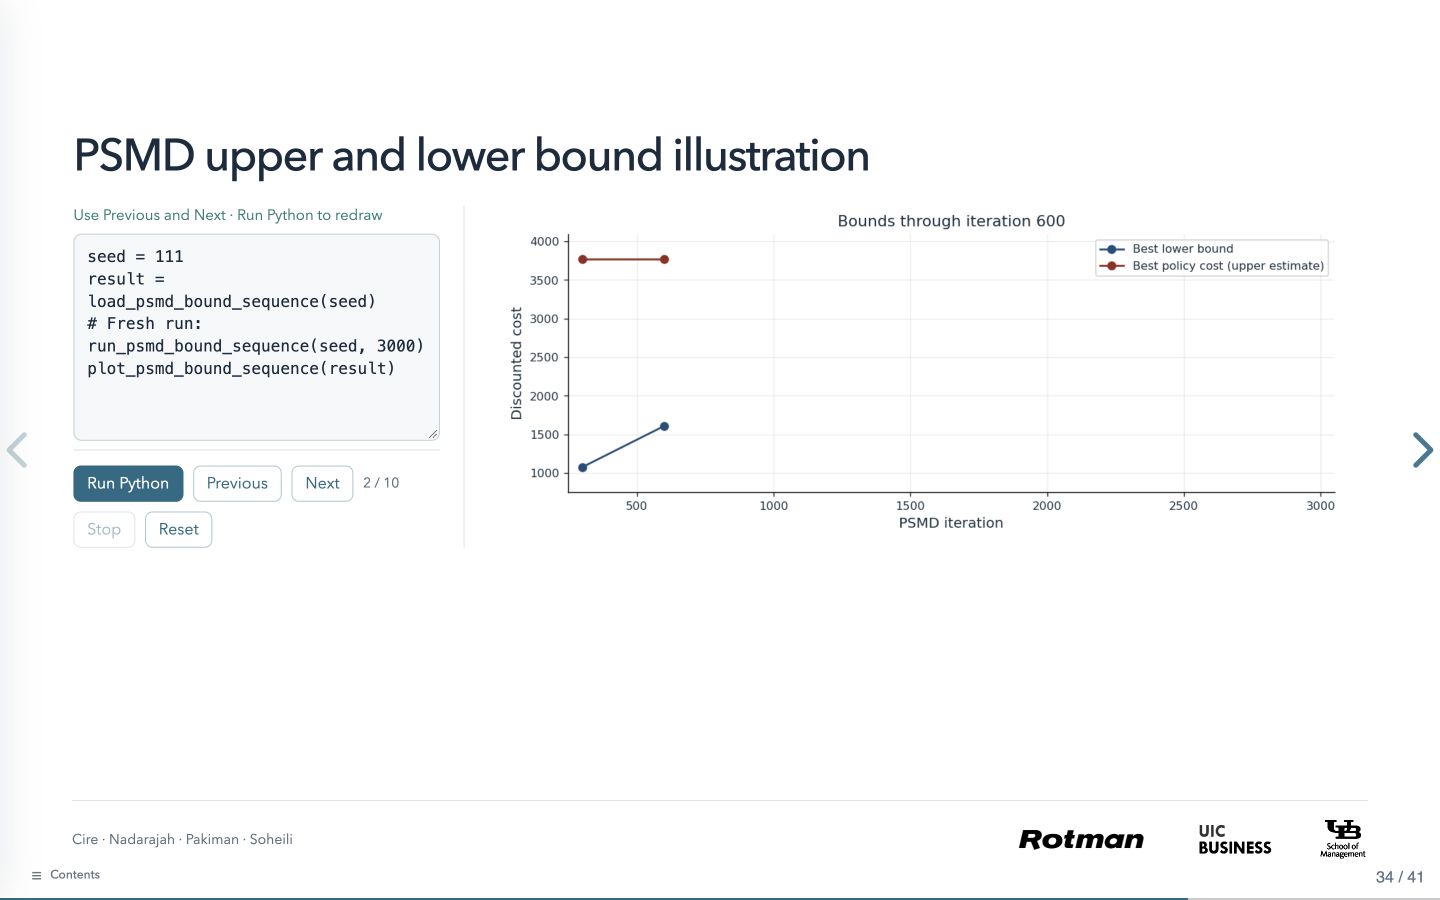 PSMD upper and lower bound illustration
Use Previous and Next · Run Python to redraw
seed = 111
result =
load_psmd_bound_sequence(seed)
# Fresh run:
run_psmd_bound_sequence(seed, 3000)
plot_psmd_bound_sequence(result)
Run Python
Previous
Next
2 / 10
Stop
Reset
Bounds through iteration 600
Best lower bound
Best policy cost (upper estimate)
Discounted cost
4000
3500
3000
2500
2000
1500
1000
500
1000
1500
2000
2500
3000
PSMD iteration
Cire · Nadarajah · Pakiman · Soheili
Rotman
UIC
BUSINESS
UB
School of
Management
≡ Contents
34 / 41